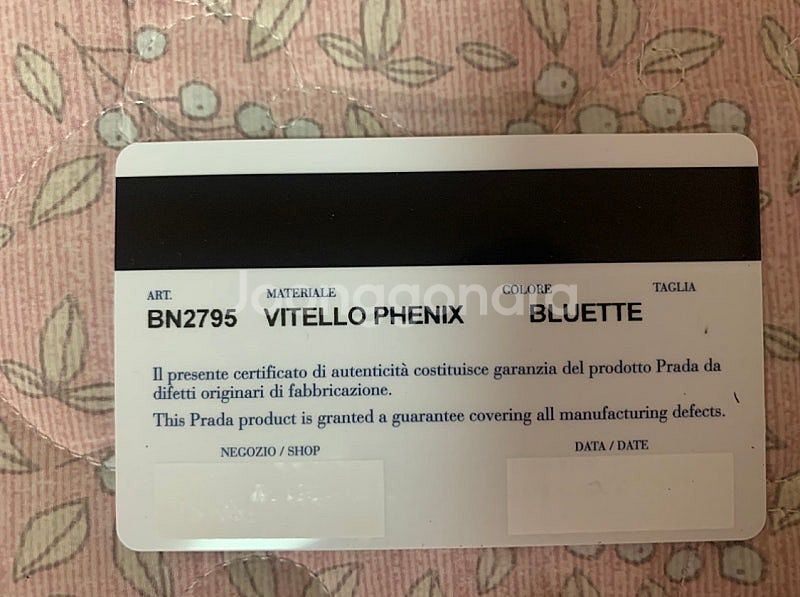 ART. MATERIALE COLORE TAGLIA
BN2795 VITELLO PHENIX BLUETTE
Il presente certificato di autenticità costituisce garanzia del prodotto Prada da
difetti originari di fabbricazione.
This Prada product is granted a guarantee covering all manufacturing defects.
NEGOZIO / SHOP DATA / DATE
Joonggonara